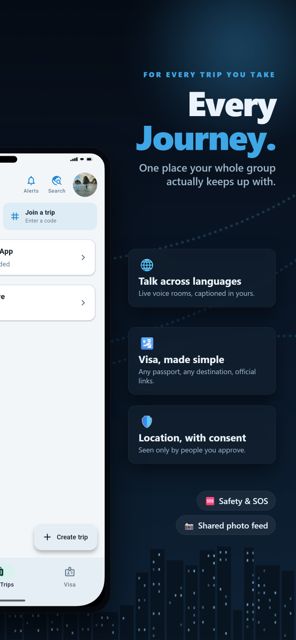 FOR EVERY TRIP YOU TAKE
Every
Journey.
One place your whole group
actually keeps up with.
Alerts
Search
Join a trip
Enter a code
App
Create trip
Trips
Visa
Talk across languages
Live voice rooms, captioned in yours.
Visa, made simple
Any passport, any destination, official
links.
Location, with consent
Seen only by people you approve.
SOS
Safety & SOS
Shared photo feed